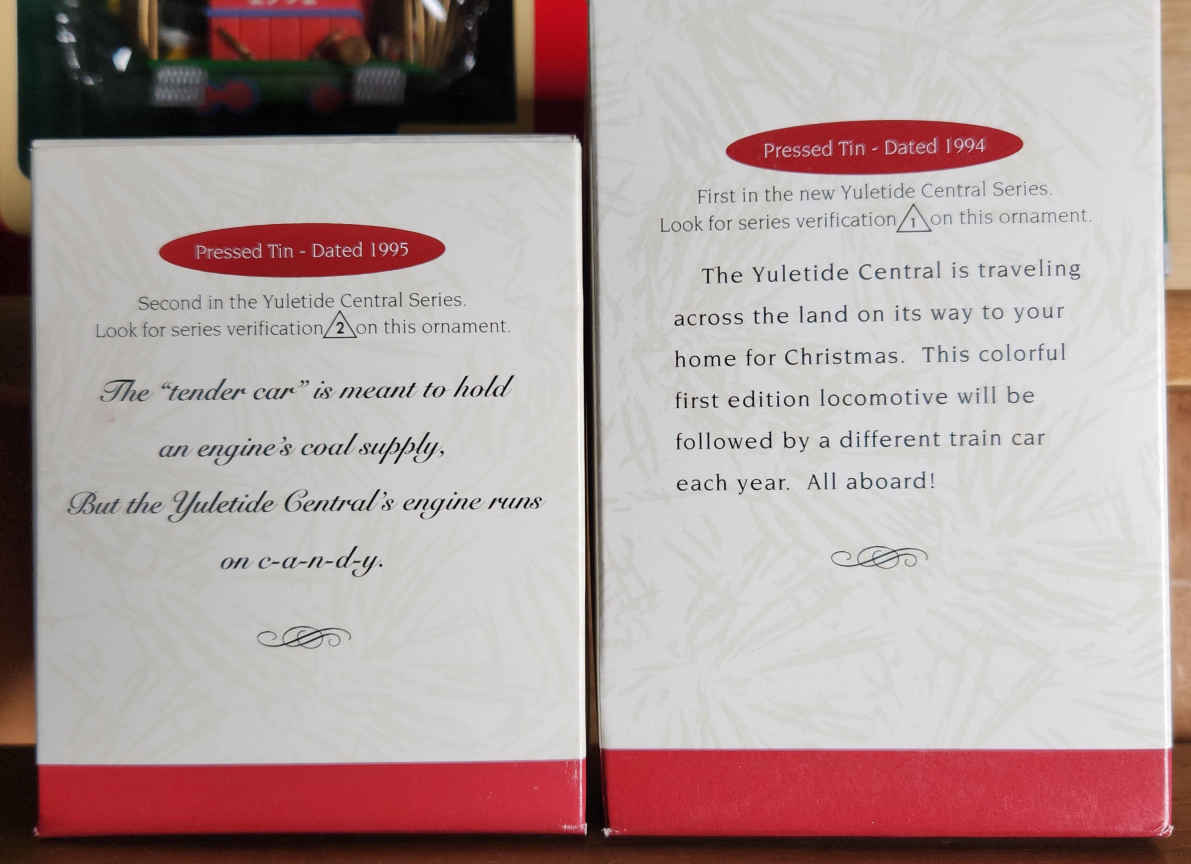 Pressed Tin - Dated 1995
Second in the Yuletide Central Series.
Look for series verification 2 on this ornament.
The “tender car” is meant to hold
an engine’s coal supply,
But the Yuletide Central’s engine runs
on c-a-n-d-y.
Pressed Tin - Dated 1994
First in the new Yuletide Central Series.
Look for series verification 1 on this ornament.
The Yuletide Central is traveling
across the land on its way to your
home for Christmas. This colorful
first edition locomotive will be
followed by a different train car
each year. All aboard!